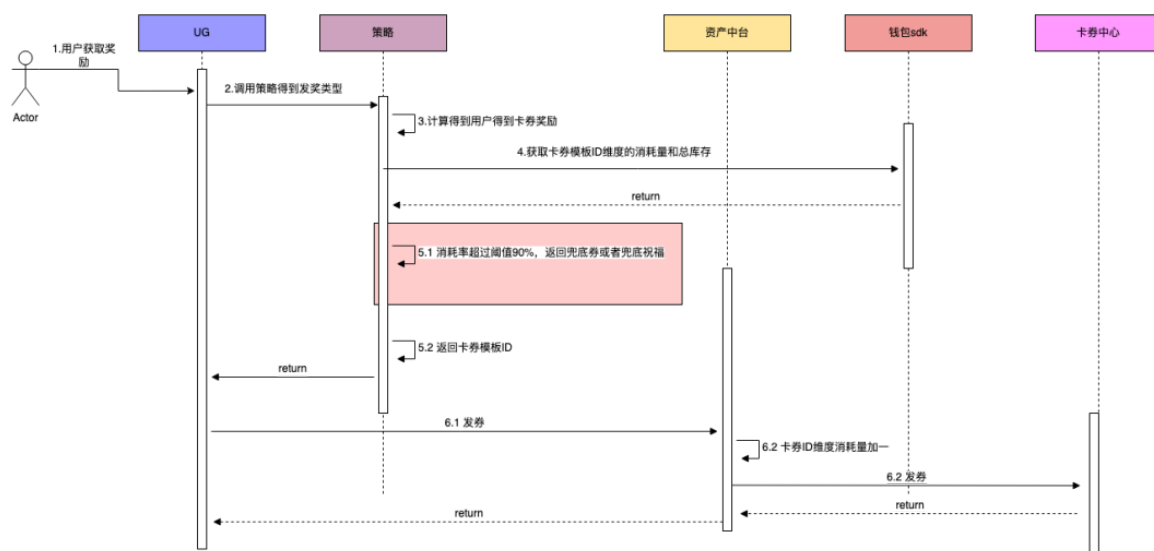 UG
策略
资产中台
钱包sdk
卡券中心
1.用户获取奖
励
Actor
2.调用策略得到发奖类型
3.计算得到用户得到卡券奖励
4.获取卡券模板ID维度的消耗量和总库存
return
5.1 消耗率超过阈值90%，返回兜底券或者兜底祝福
5.2 返回卡券模板ID
return
6.1 发券
6.2 卡券ID维度消耗量加一
6.2 发券
return
return